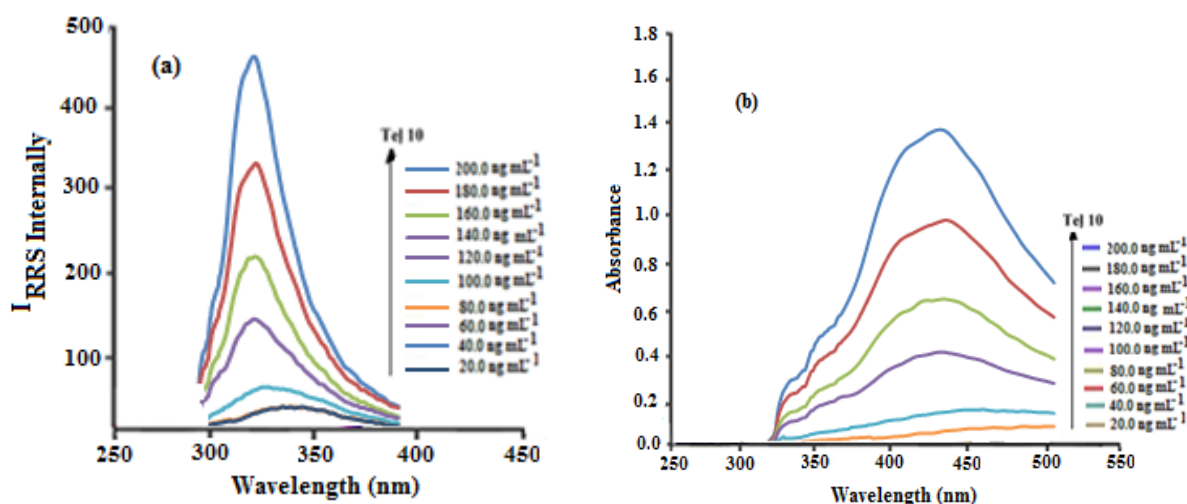 500
(a)
400
300
200
100
I RRS Internally
250 300 350 400 450
Wavelength (nm)
Te] 10
200.0 ng mL-1
180.0 ng mL-1
160.0 ng mL-1
140.0 ng mL-1
120.0 ng mL-1
100.0 ng mL-1
80.0 ng mL-1
60.0 ng mL-1
40.0 ng mL-1
20.0 ng mL-1
1.8
1.6
(b)
1.4
1.2
1.0
0.8
0.6
0.4
0.2
0.0
Absorbance
250 300 350 400 450 500 550
Wavelength (nm)
Te] 10
200.0 ng mL-1
180.0 ng mL-1
160.0 ng mL-1
140.0 ng mL-1
120.0 ng mL-1
100.0 ng mL-1
80.0 ng mL-1
60.0 ng mL-1
40.0 ng mL-1
20.0 ng mL-1